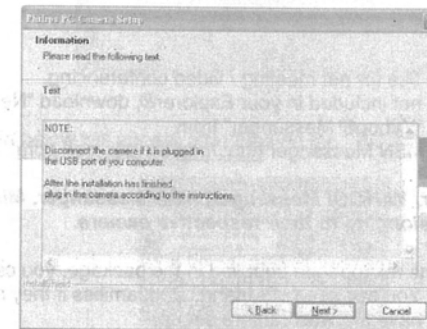 Philips PC Camera Setup
Information
Please read the following text.
Text
NOTE:
Disconnect the camera if it is plugged in
the USB port of you computer.
After the installation has finished
plug in the camera according to the instructions.
< Back
Next >
Cancel